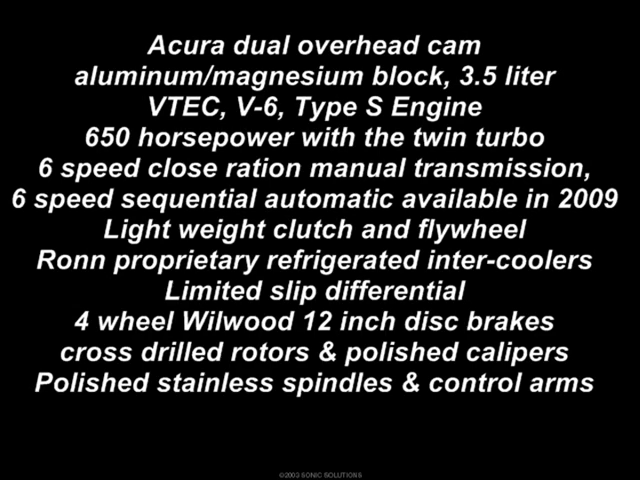 Acura dual overhead cam
aluminum/magnesium block, 3.5 liter
VTEC, V-6, Type S Engine
650 horsepower with the twin turbo
6 speed close ration manual transmission,
6 speed sequential automatic available in 2009
Light weight clutch and flywheel
Ronn proprietary refrigerated inter-coolers
Limited slip differential
4 wheel Wilwood 12 inch disc brakes
cross drilled rotors & polished calipers
Polished stainless spindles & control arms
©2003 SONIC SOLUTIONS